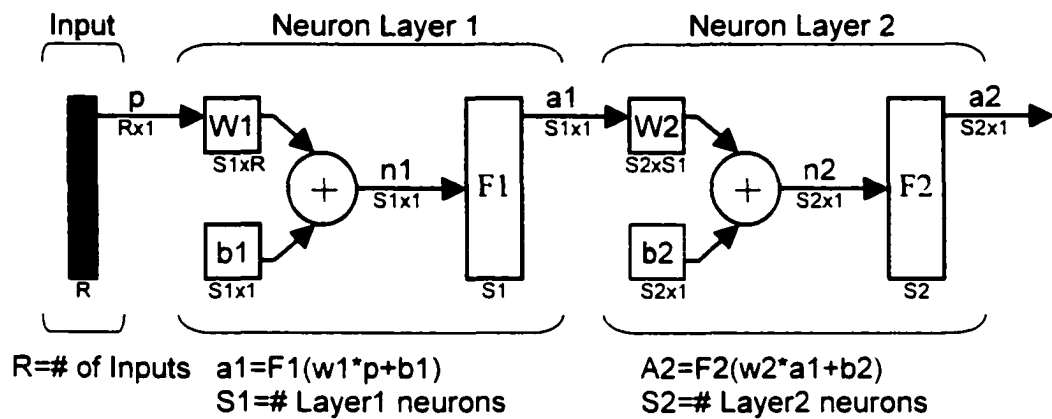 Input Neuron Layer 1 Neuron Layer 2
p a1 a2
Rx1 S1x1 S2x1
W1 W2
S1xR S2xS1
+ n1 F1 + n2 F2
S1x1 S2x1
b1 b2
R S1x1 S1 S2x1 S2
R=# of Inputs a1=F1(w1*p+b1) A2=F2(w2*a1+b2)
S1=# Layer1 neurons S2=# Layer2 neurons